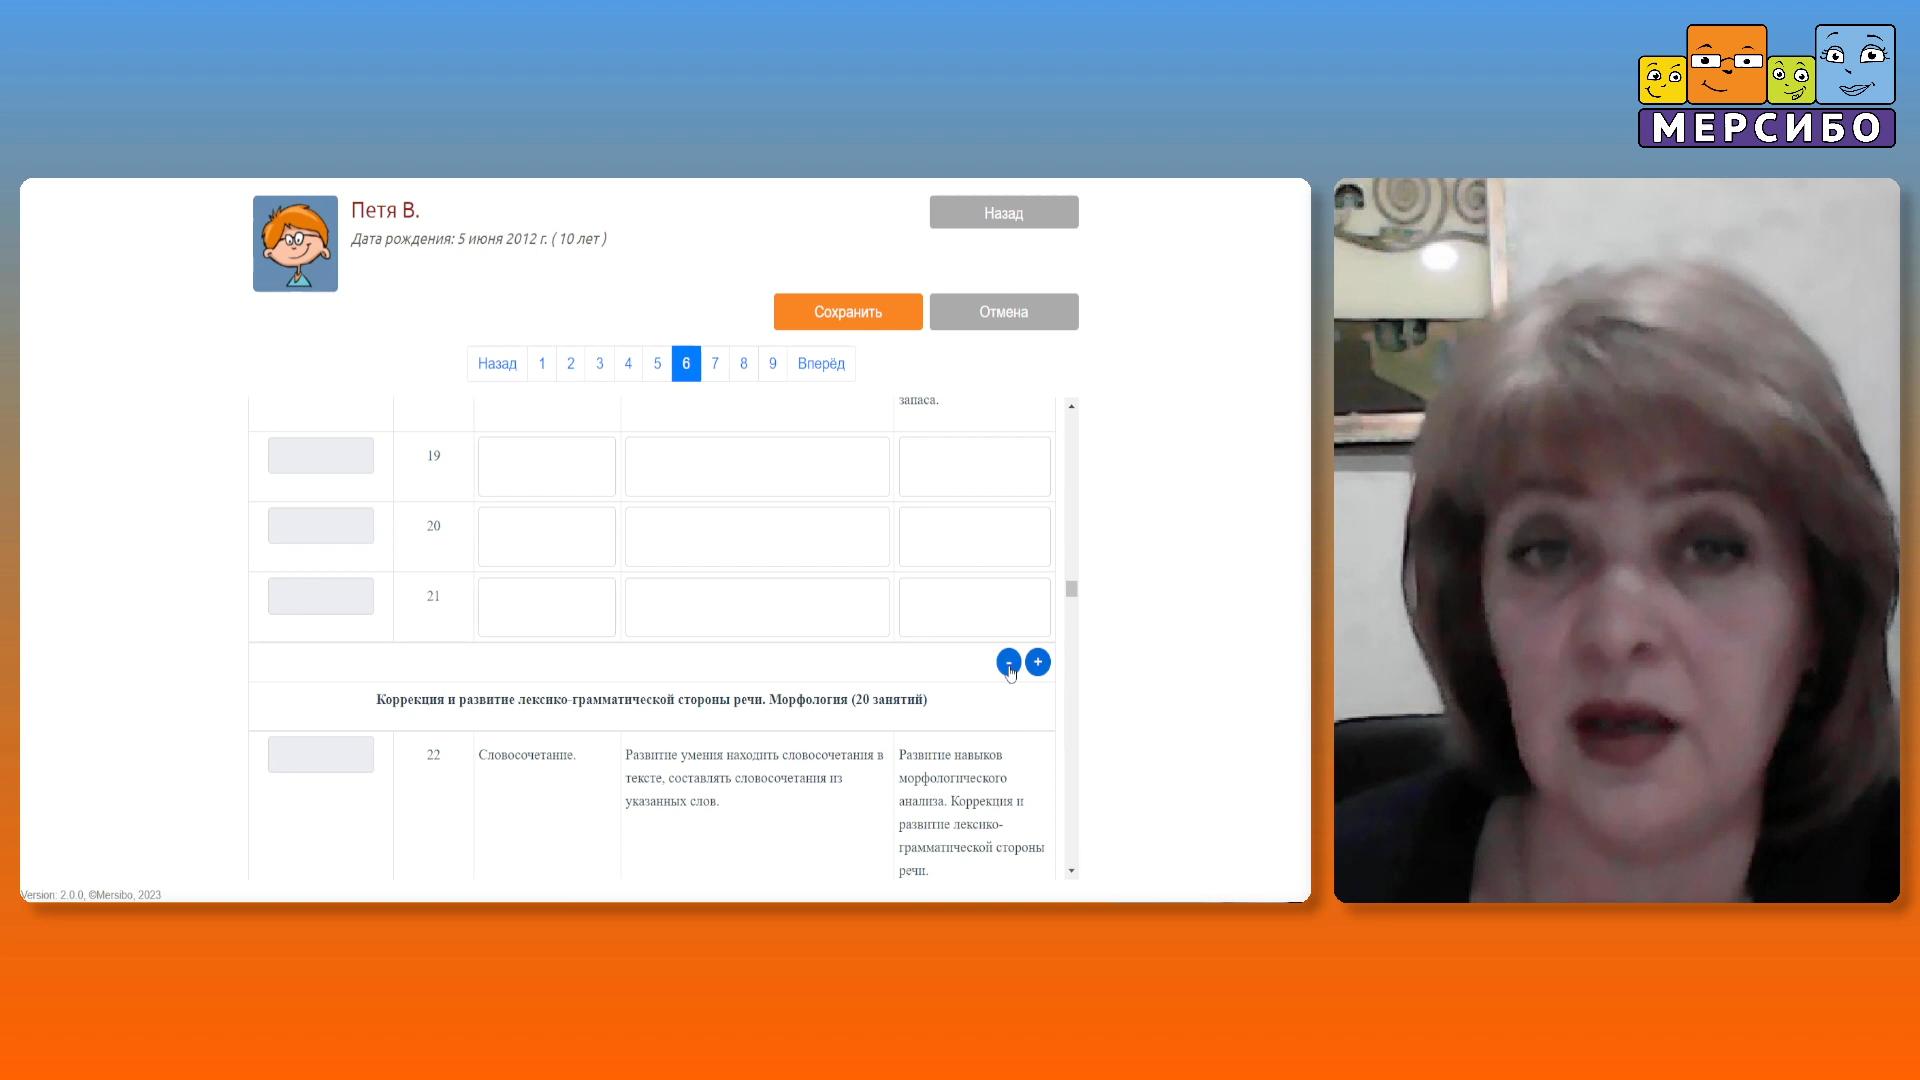 МЕРСИБО
Петя В.
Дата рождения: 5 июня 2012 г. ( 10 лет )
Назад
Сохранить
Отмена
Назад 1 2 3 4 5 6 7 8 9 Вперёд
запаса.
19
20
21
- +
Коррекция и развитие лексико-грамматической стороны речи. Морфология (20 занятий)
22
Словосочетание.
Развитие умения находить словосочетания в
тексте, составлять словосочетания из
указанных слов.
Развитие навыков
морфологического
анализа. Коррекция и
развитие лексико-
грамматической стороны
речи.
Version: 2.0.0, ©Mersibo, 2023